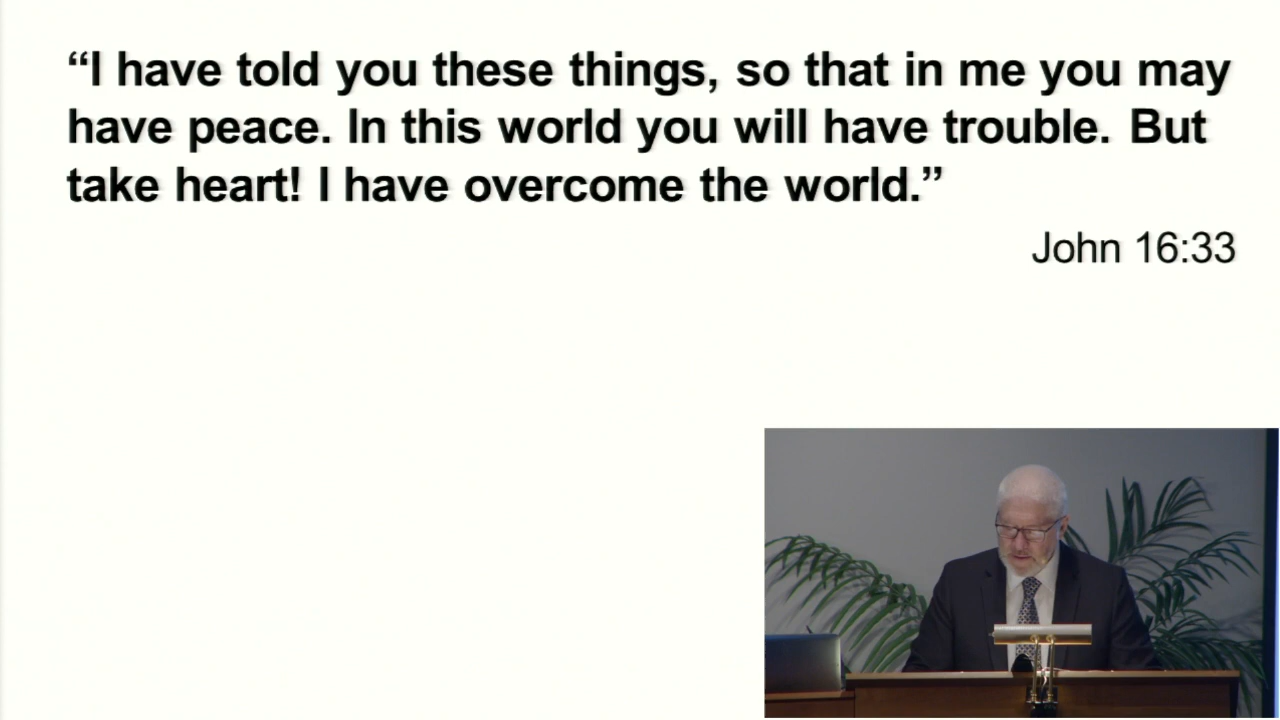 “I have told you these things, so that in me you may
have peace. In this world you will have trouble. But
take heart! I have overcome the world.”
John 16:33